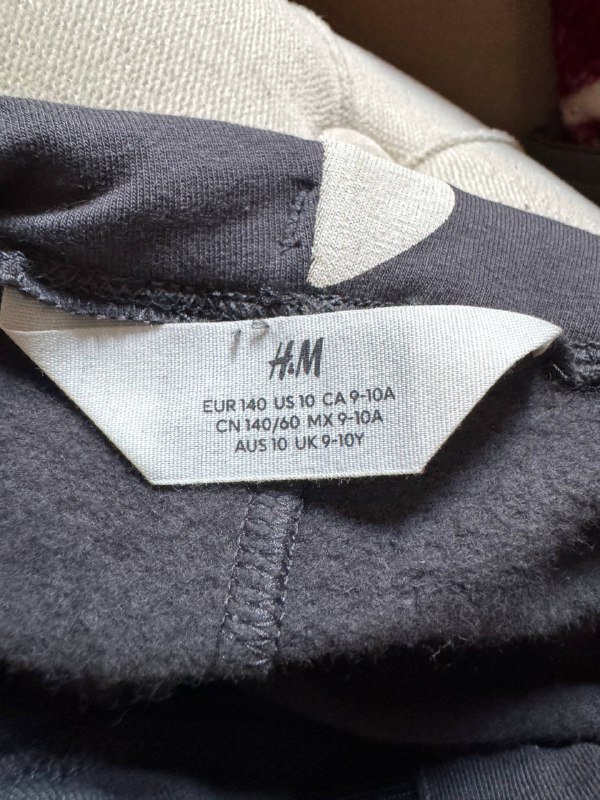 H&M
EUR 140 US 10 CA 9-10A
CN 140/60 MX 9-10A
AUS 10 UK 9-10Y